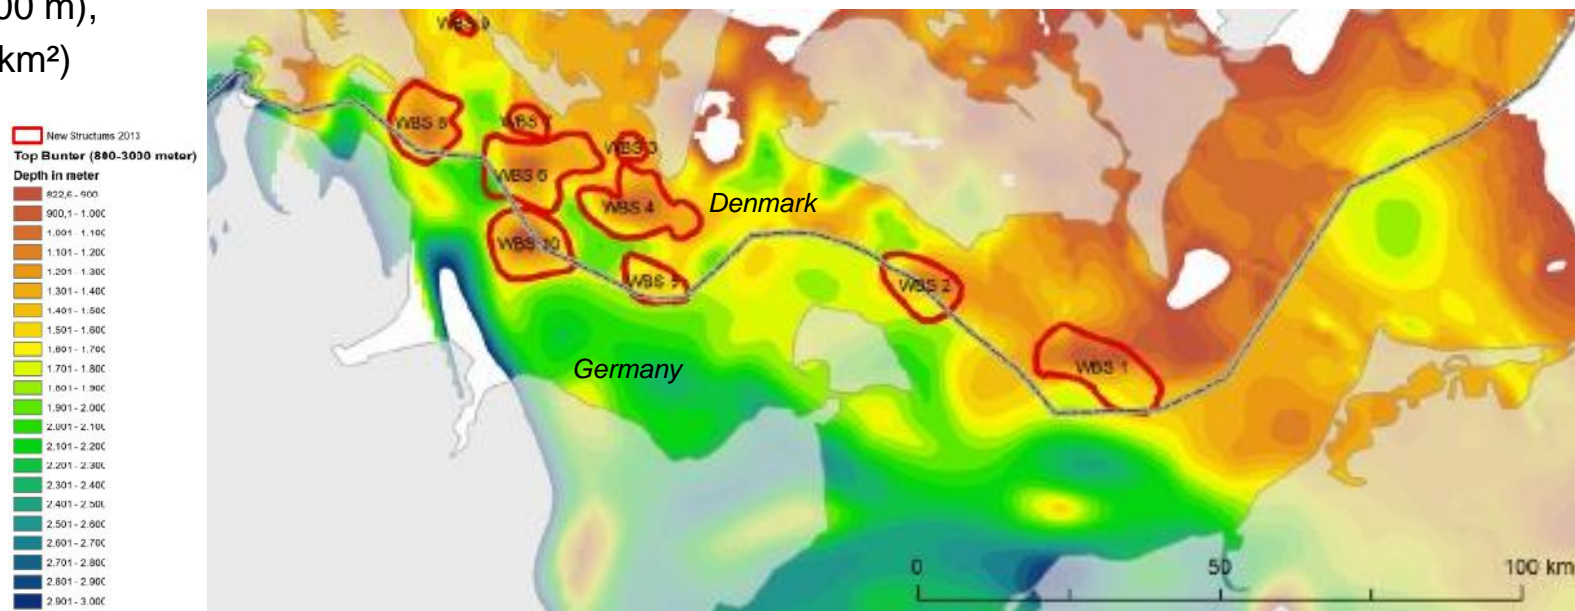 00 m),
km²)
New Structures 2013
Top Bunter (800-3000 meter)
Depth in meter
822,6 - 900
900,1 - 1.000
1.001 - 1.100
1.101 - 1.200
1.201 - 1.300
1.301 - 1.400
1.401 - 1.500
1.501 - 1.600
1.601 - 1.700
1.701 - 1.800
1.801 - 1.900
1.901 - 2.000
2.001 - 2.100
2.101 - 2.200
2.201 - 2.300
2.301 - 2.400
2.401 - 2.500
2.501 - 2.600
2.601 - 2.700
2.701 - 2.800
2.801 - 2.900
2.901 - 3.000
WBS 9
WBS 8
WBS 7
WBS 3
WBS 6
WBS 4
Denmark
WBS 10
WBS 5
WBS 2
WBS 1
Germany
0
50
100 km